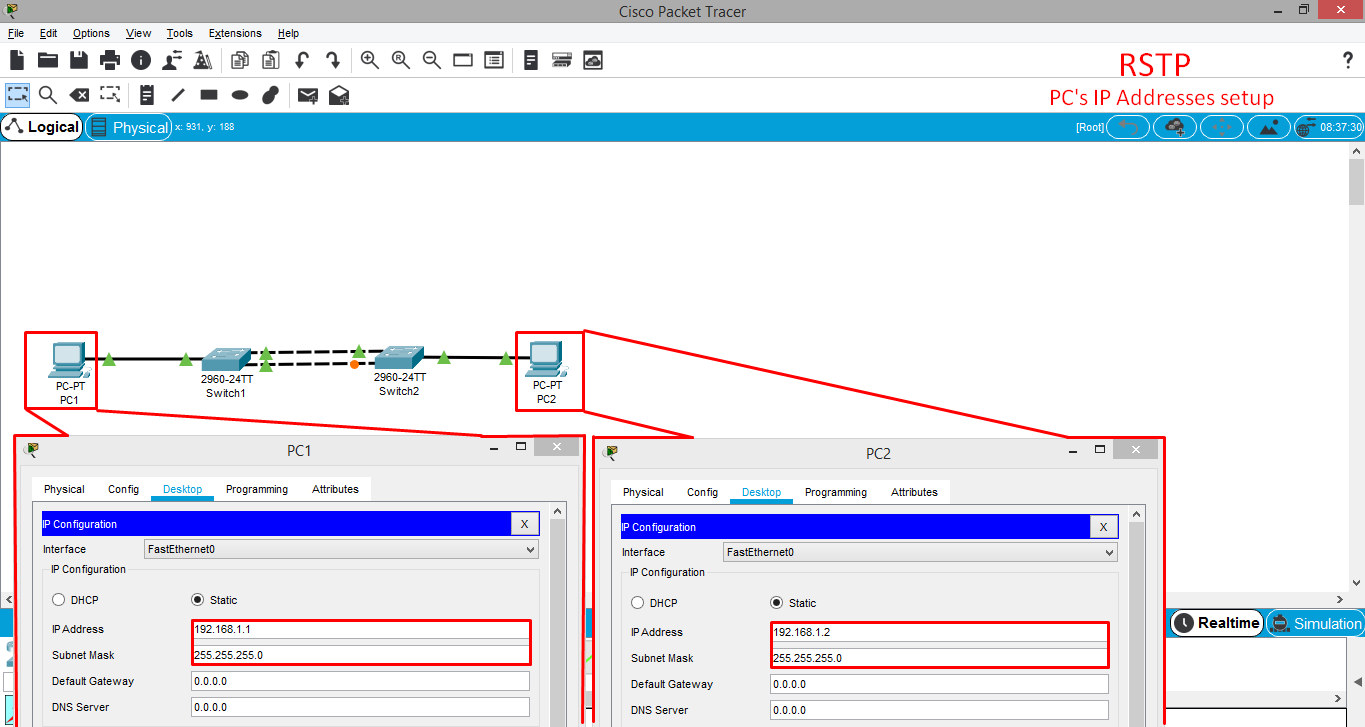 Cisco Packet Tracer
File Edit Options View Tools Extensions Help
RSTP
PC's IP Addresses setup
Logical Physical x: 931, y: 188 [Root] 08:37:30
PC-PT
PC1
2960-24TT
Switch1
2960-24TT
Switch2
PC-PT
PC2
PC1
Physical Config Desktop Programming Attributes
IP Configuration X
Interface FastEthernet0
IP Configuration
DHCP Static
IP Address 192.168.1.1
Subnet Mask 255.255.255.0
Default Gateway 0.0.0.0
DNS Server 0.0.0.0
PC2
Physical Config Desktop Programming Attributes
IP Configuration X
Interface FastEthernet0
IP Configuration
DHCP Static
IP Address 192.168.1.2
Subnet Mask 255.255.255.0
Default Gateway 0.0.0.0
DNS Server 0.0.0.0
Realtime Simulation